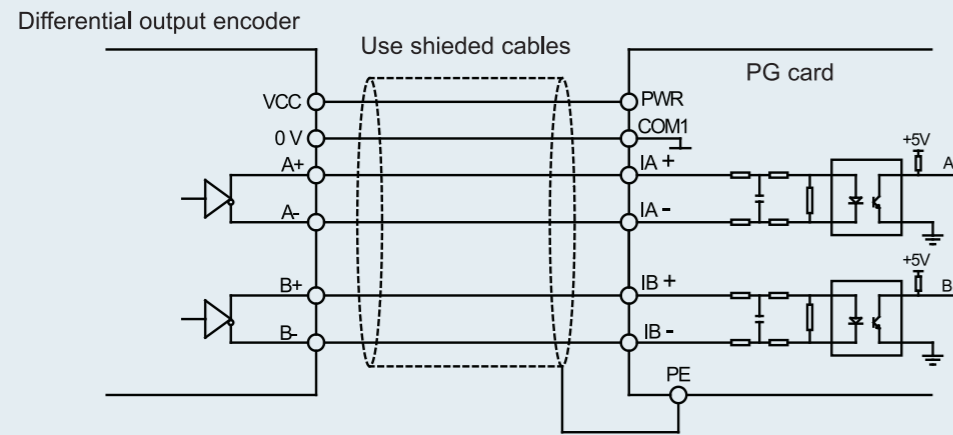 Differential output encoder
Use shieded cables
PG card
VCC
PWR
0 V
COM1
+5V
A+
IA +
A
A-
IA -
+5V
B+
IB +
B
B-
IB -
PE